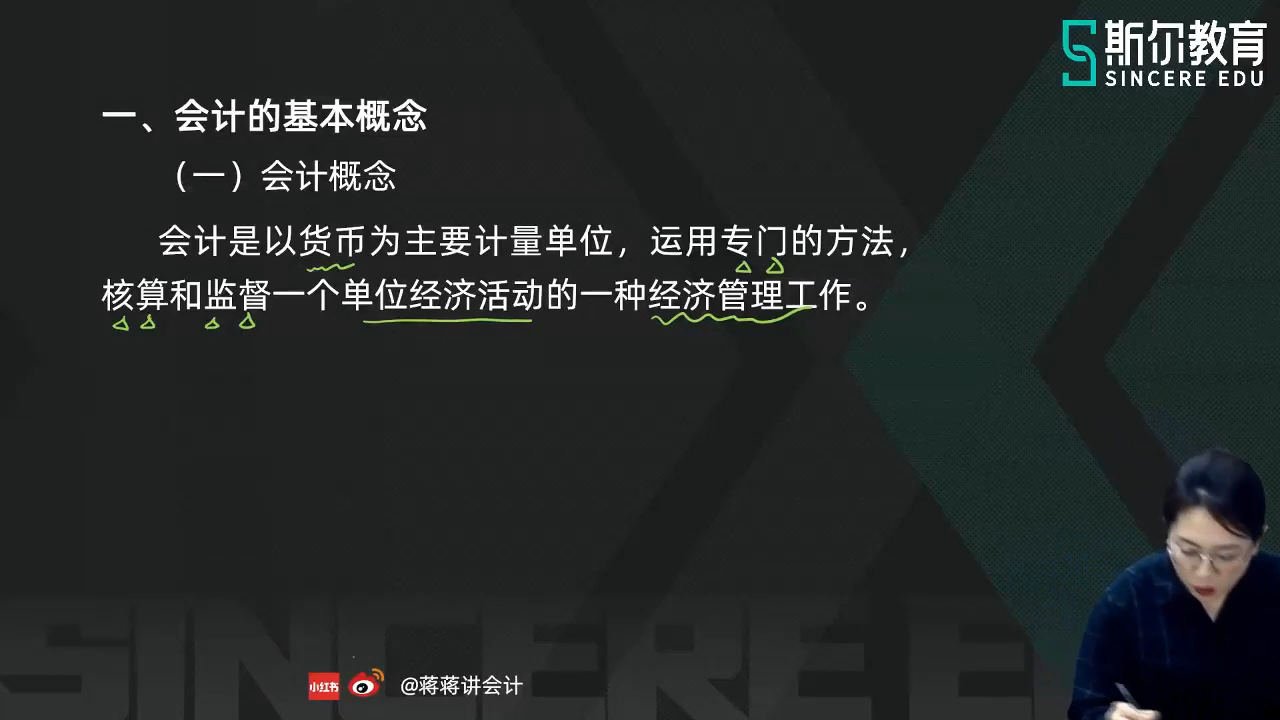 斯尔教育
SINCERE EDU
一、会计的基本概念
（一）会计概念
会计是以货币为主要计量单位，运用专门的方法，
核算和监督一个单位经济活动的一种经济管理工作。
SINCERE E
小红书 @蒋蒋讲会计